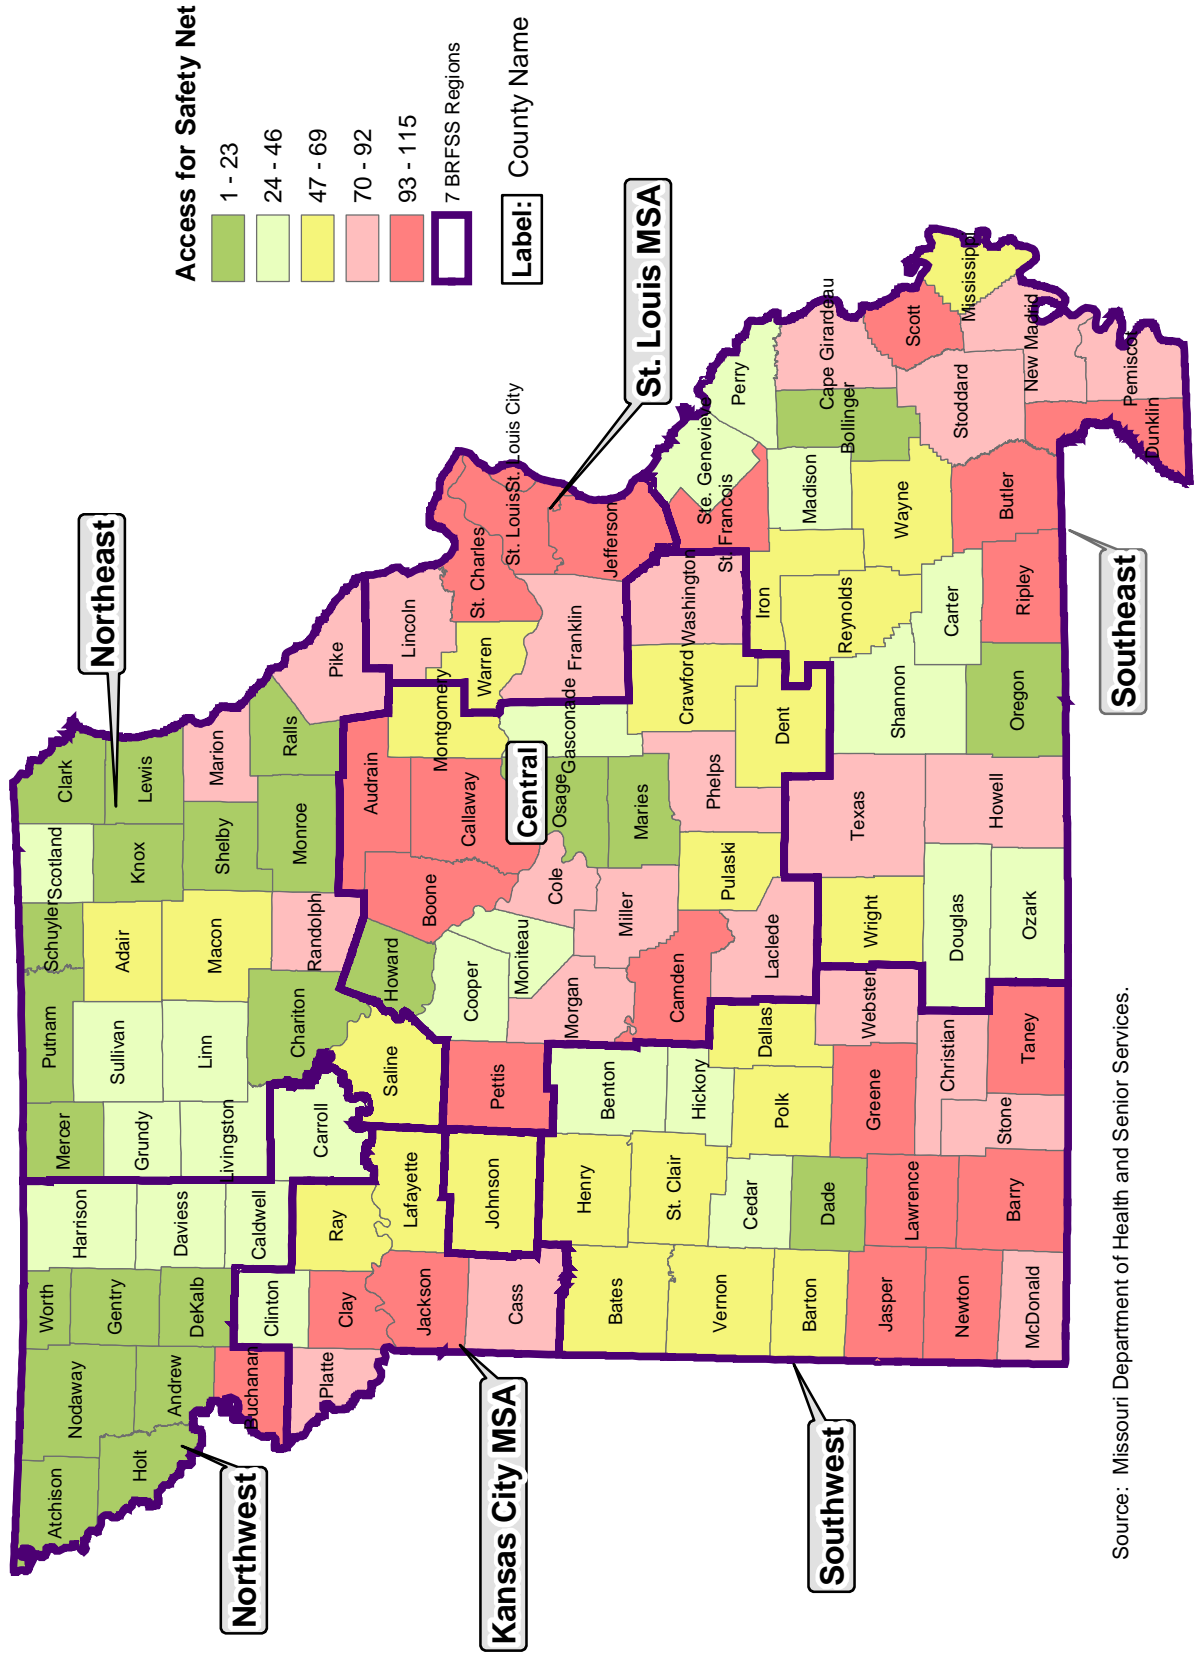 Access for Safety Net
1 - 23
24 - 46
47 - 69
70 - 92
93 - 115
7 BRFSS Regions
Label: County Name
Northwest
Northeast
Kansas City MSA
Central
St. Louis MSA
Southwest
Southeast
Atchison
Nodaway
Worth
Harrison
Mercer
Putnam
Schuyler
Scotland
Clark
Holt
Andrew
Gentry
DeKalb
Daviess
Grundy
Sullivan
Adair
Knox
Lewis
Buchanan
Clinton
Caldwell
Livingston
Linn
Macon
Shelby
Marion
Platte
Clay
Ray
Carroll
Chariton
Randolph
Monroe
Ralls
Pike
Jackson
Lafayette
Saline
Howard
Boone
Audrain
Callaway
Montgomery
Lincoln
Warren
St. Charles
St. Louis
St. Louis City
Cass
Johnson
Pettis
Cooper
Moniteau
Cole
Osage
Gasconade
Franklin
Jefferson
Bates
Henry
Benton
Morgan
Miller
Maries
Phelps
Crawford
Washington
St. Francois
Ste. Genevieve
Perry
Vernon
St. Clair
Hickory
Camden
Pulaski
Dent
Iron
Madison
Bollinger
Cape Girardeau
Barton
Cedar
Polk
Dallas
Laclede
Texas
Reynolds
Wayne
Scott
Mississippi
Jasper
Dade
Greene
Webster
Wright
Shannon
Carter
Butler
Stoddard
New Madrid
Newton
Lawrence
Christian
Douglas
Howell
Oregon
Ripley
Dunklin
Pemiscot
McDonald
Barry
Stone
Taney
Ozark
Source: Missouri Department of Health and Senior Services.